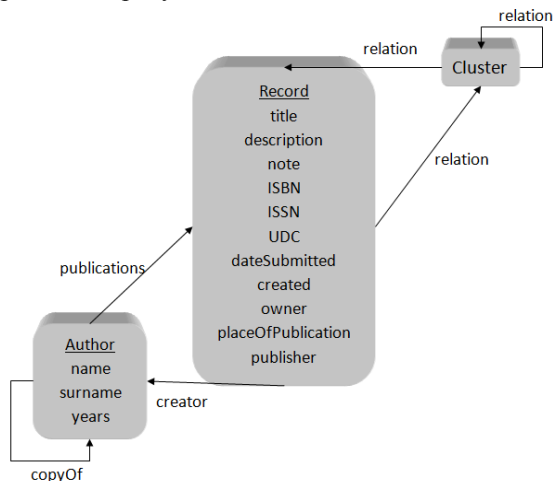 relation
relation
Cluster
Record
title
description
note
ISBN
ISSN
UDC
dateSubmitted
created
owner
placeOfPublication
publisher
relation
publications
Author
name
surname
years
creator
copyOf